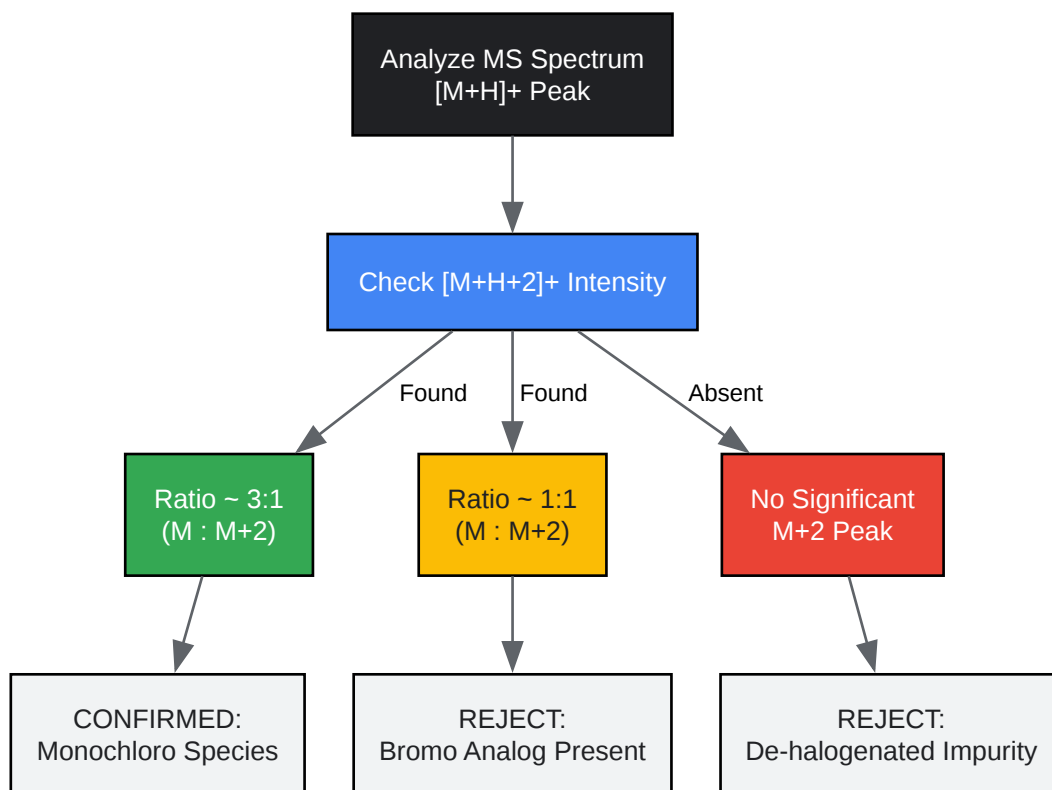 Analyze MS Spectrum
[M+H]+ Peak
Check [M+H+2]+ Intensity
Found
Found
Absent
Ratio ~ 3:1
(M : M+2)
Ratio ~ 1:1
(M : M+2)
No Significant
M+2 Peak
CONFIRMED:
Monochloro Species
REJECT:
Bromo Analog Present
REJECT:
De-halogenated Impurity